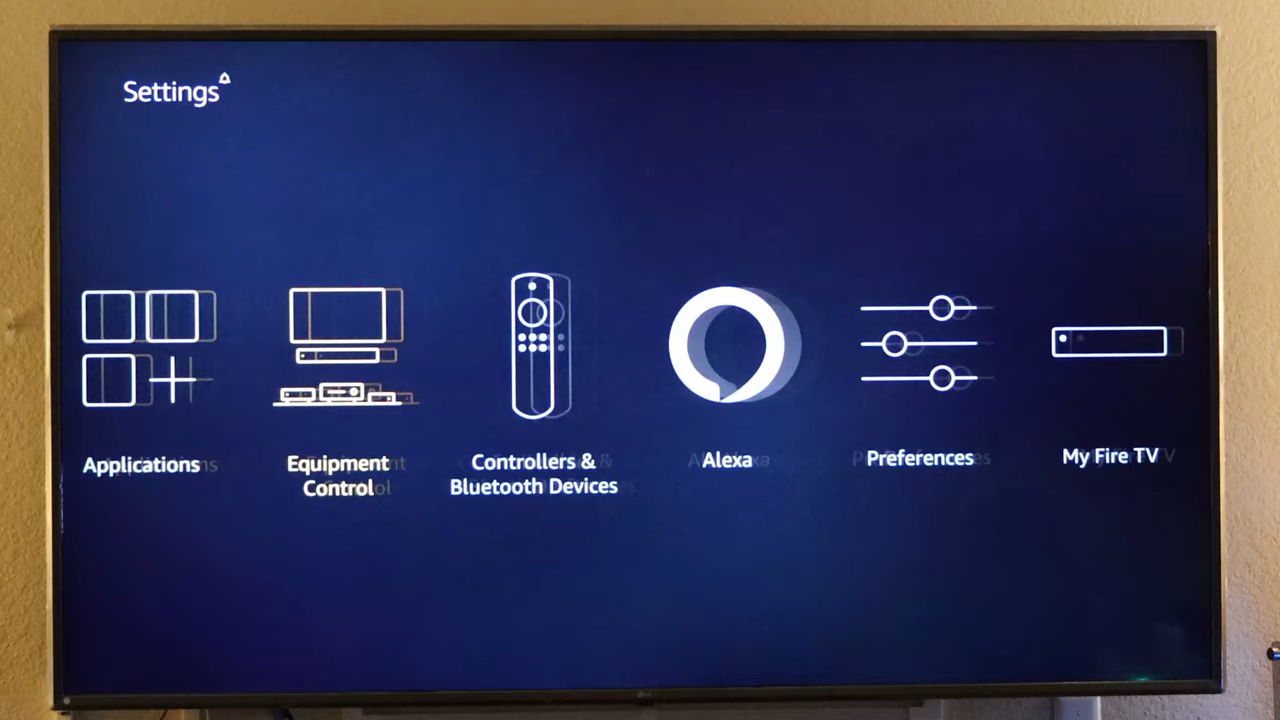 Settings
Applications
Equipment
Control
Controllers &
Bluetooth Devices
Alexa
Preferences
My Fire TV